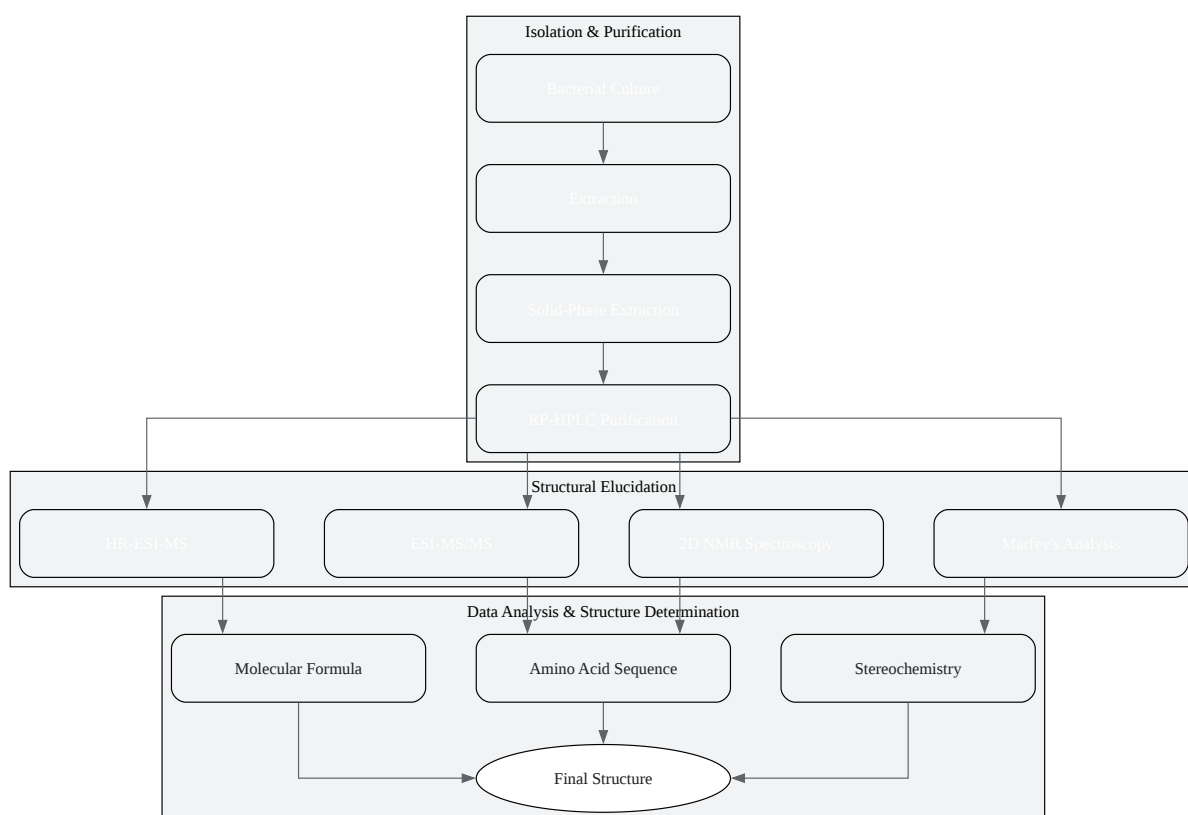 Isolation & Purification
Bacterial Culture
Extraction
Solid-Phase Extraction
RP-HPLC Purification
Structural Elucidation
HR-ESI-MS
ESI-MS/MS
2D NMR Spectroscopy
Marfey's Analysis
Data Analysis & Structure Determination
Molecular Formula
Amino Acid Sequence
Stereochemistry
Final Structure